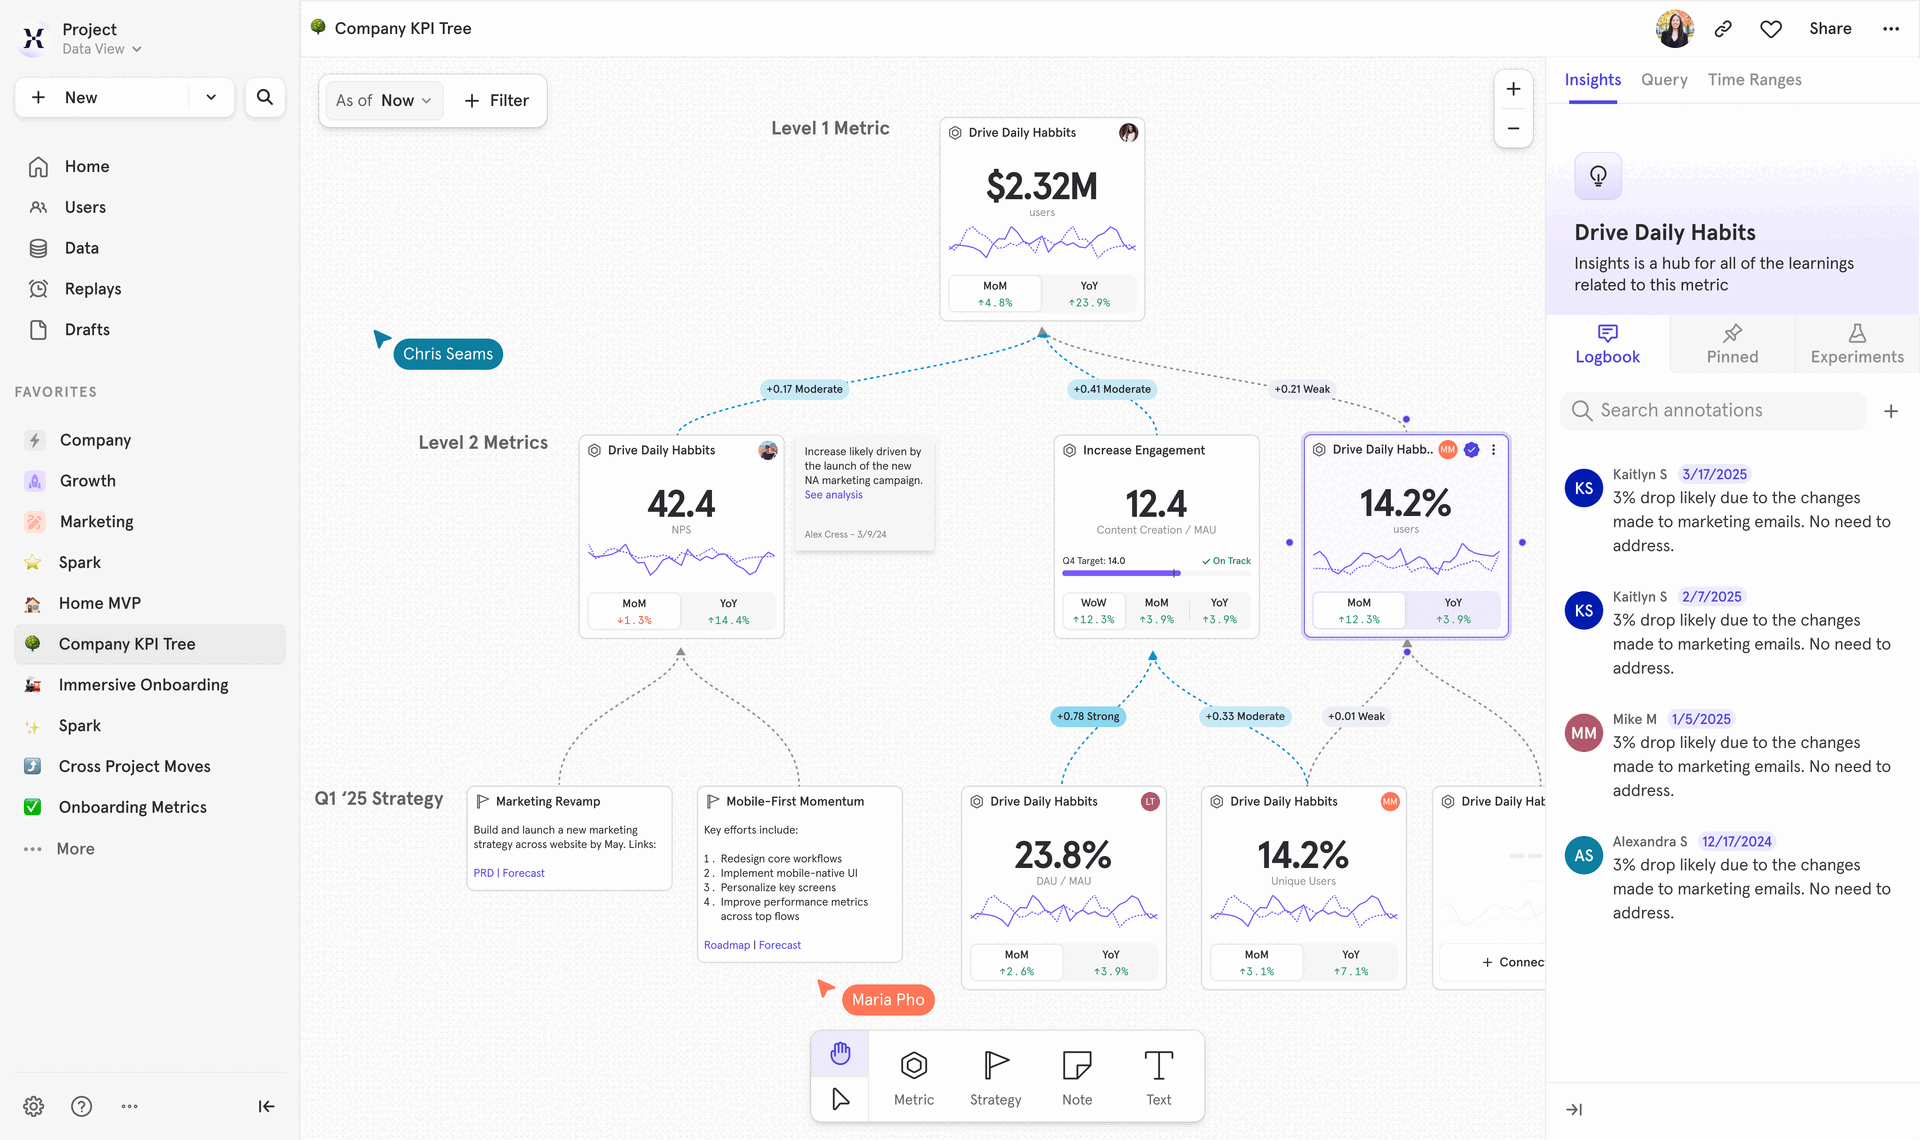 Project
Data View
New
Home
Users
Data
Replays
Drafts
FAVORITES
Company
Growth
Marketing
Spark
Home MVP
Company KPI Tree
Immersive Onboarding
Spark
Cross Project Moves
Onboarding Metrics
More
Company KPI Tree
Share
As of Now
Filter
Level 1 Metric
Drive Daily Habbits
$2.32M
users
MoM
↑4.8%
YoY
↑23.9%
Chris Seams
+0.17 Moderate
+0.41 Moderate
+0.21 Weak
Level 2 Metrics
Drive Daily Habbits
42.4
NPS
MoM
↓1.3%
YoY
↑14.4%
Increase likely driven by
the launch of the new
NA marketing campaign.
See analysis
Alex Cress - 3/9/24
Increase Engagement
12.4
Content Creation / MAU
Q4 Target: 14.0
On Track
WoW
↑12.3%
MoM
↑3.9%
YoY
↑3.9%
Drive Daily Habb..
MM
14.2%
users
MoM
↑12.3%
YoY
↑3.9%
+0.78 Strong
+0.33 Moderate
+0.01 Weak
Q1 ‘25 Strategy
Marketing Revamp
Build and launch a new marketing
strategy across website by May. Links:
PRD | Forecast
Mobile-First Momentum
Key efforts include:
1. Redesign core workflows
2. Implement mobile-native UI
3. Personalize key screens
4. Improve performance metrics
across top flows
Roadmap | Forecast
Drive Daily Habbits
LT
23.8%
DAU / MAU
MoM
↑2.6%
YoY
↑3.9%
Drive Daily Habbits
MM
14.2%
Unique Users
MoM
↑3.1%
YoY
↑7.1%
Drive Daily Hab
+ Connec
Maria Pho
Metric
Strategy
Note
Text
Insights
Query
Time Ranges
Drive Daily Habits
Insights is a hub for all of the learnings
related to this metric
Logbook
Pinned
Experiments
Search annotations
KS
Kaitlyn S 3/17/2025
3% drop likely due to the changes
made to marketing emails. No need to
address.
KS
Kaitlyn S 2/7/2025
3% drop likely due to the changes
made to marketing emails. No need to
address.
MM
Mike M 1/5/2025
3% drop likely due to the changes
made to marketing emails. No need to
address.
AS
Alexandra S 12/17/2024
3% drop likely due to the changes
made to marketing emails. No need to
address.